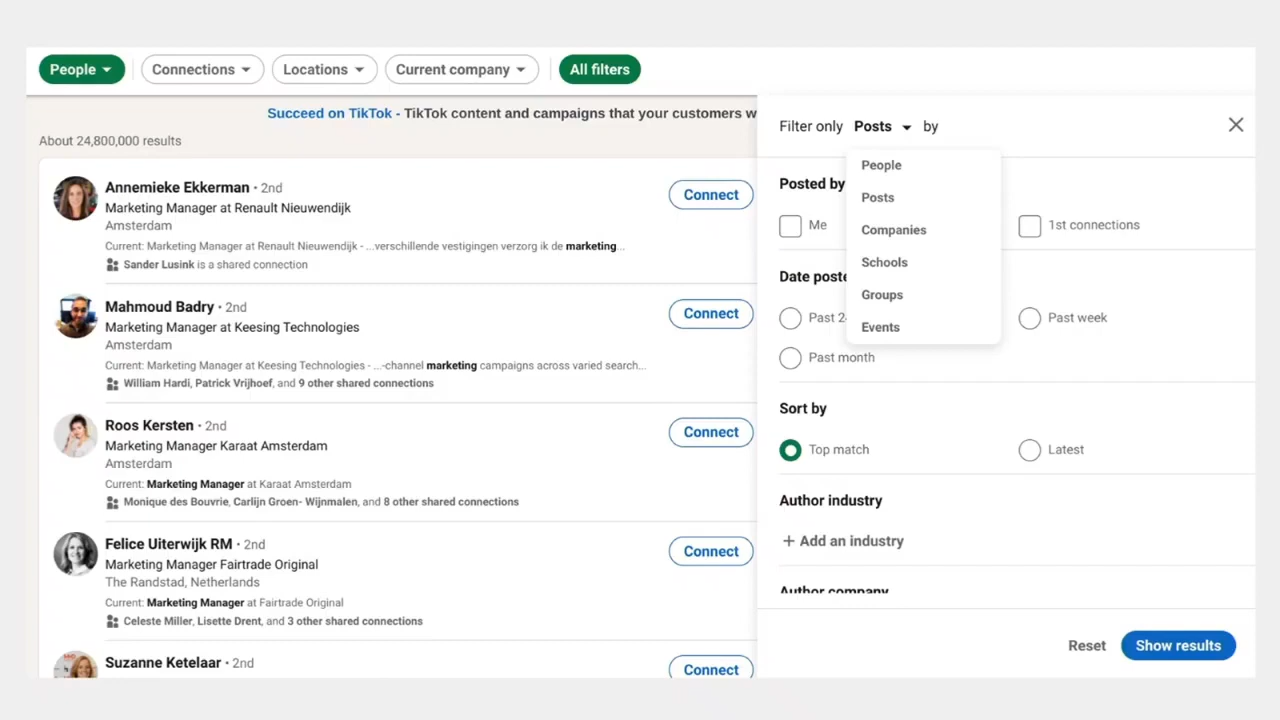 People
Connections
Locations
Current company
All filters
Succeed on TikTok - TikTok content and campaigns that your customers w
About 24,800,000 results
Annemieke Ekkerman • 2nd
Marketing Manager at Renault Nieuwendijk
Amsterdam
Current: Marketing Manager at Renault Nieuwendijk - ...verschillende vestigingen verzorg ik de marketing...
Sander Lusink is a shared connection
Connect
Mahmoud Badry • 2nd
Marketing Manager at Keesing Technologies
Amsterdam
Current: Marketing Manager at Keesing Technologies - ...-channel marketing campaigns across varied search...
William Hardi, Patrick Vrijhoef, and 9 other shared connections
Connect
Roos Kersten • 2nd
Marketing Manager Karaat Amsterdam
Amsterdam
Current: Marketing Manager at Karaat Amsterdam
Monique des Bouvrie, Carlijn Groen- Wijnmalen, and 8 other shared connections
Connect
Felice Uiterwijk RM • 2nd
Marketing Manager Fairtrade Original
The Randstad, Netherlands
Current: Marketing Manager at Fairtrade Original
Celeste Miller, Lisette Drent, and 3 other shared connections
Connect
Suzanne Ketelaar • 2nd
Connect
Filter only Posts by
People
Posts
Companies
Schools
Groups
Events
Posted by
Me
1st connections
Date poste
Past 2
Past week
Past month
Sort by
Top match
Latest
Author industry
+ Add an industry
Author company
Reset
Show results